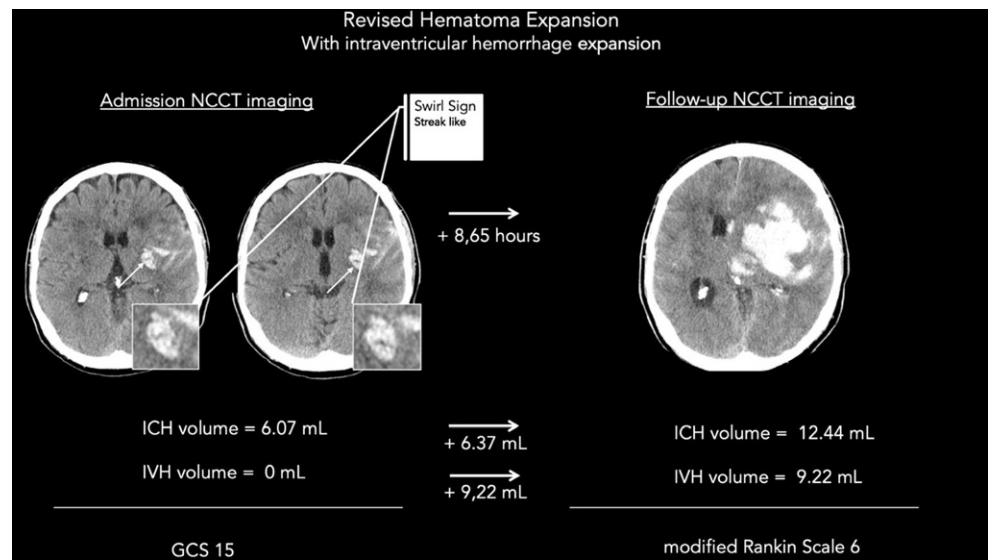 Revised Hematoma Expansion
With intraventricular hemorrhage expansion
Admission NCCT imaging
Swirl Sign
Streak like
Follow-up NCCT imaging
+ 8,65 hours
ICH volume = 6.07 mL
+ 6.37 mL
ICH volume = 12.44 mL
IVH volume = 0 mL
+ 9,22 mL
IVH volume = 9.22 mL
GCS 15
modified Rankin Scale 6